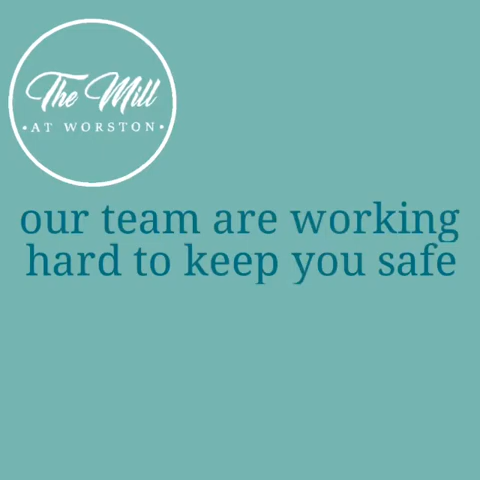 The Mill
• AT WORSTON •
our team are working
hard to keep you safe